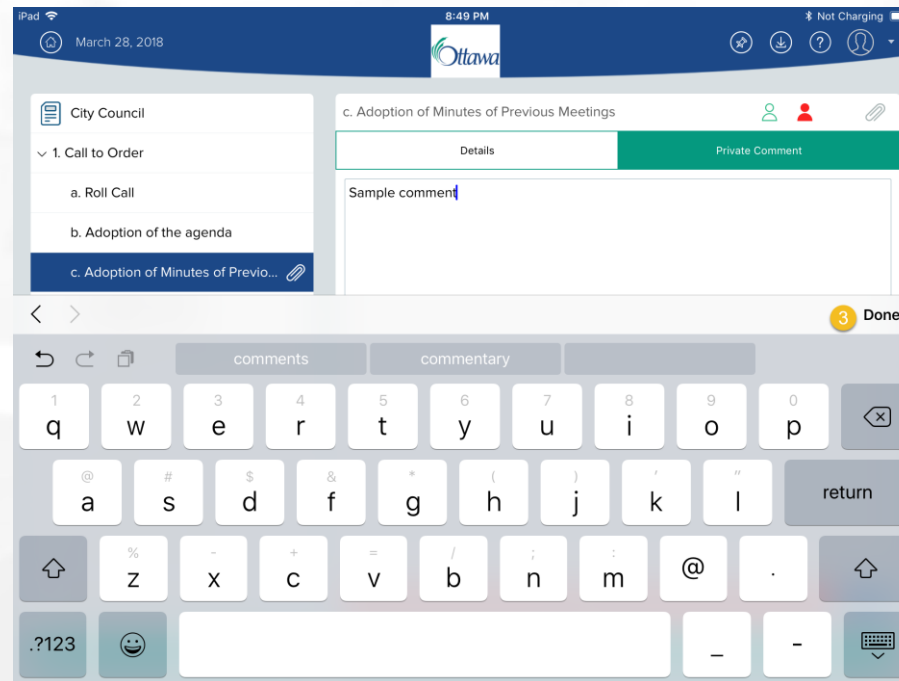 iPad 8:49 PM Not Charging
March 28, 2018
Ottawa
City Council
c. Adoption of Minutes of Previous Meetings
1. Call to Order
Details Private Comment
a. Roll Call
Sample comment
b. Adoption of the agenda
c. Adoption of Minutes of Previo...
3 Done
comments commentary
1 2 3 4 5 6 7 8 9 0
q w e r t y u i o p
@ # $ & * ( ) ' "
a s d f g h j k l return
% - + = / ; :
z x c v b n m @ .
.?123 _ -